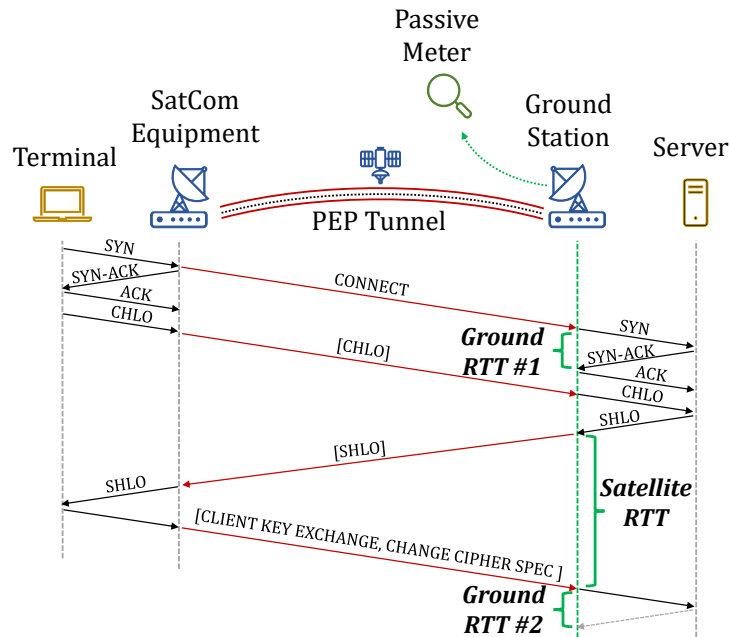 Passive
Meter
SatCom
Equipment
Ground
Station
Terminal
Server
PEP Tunnel
SYN
SYN-ACK
ACK
CHLO
CONNECT
SYN
Ground
RTT #1
SYN-ACK
[CHLO]
ACK
CHLO
SHLO
[SHLO]
SHLO
Satellite
RTT
[CLIENT KEY EXCHANGE, CHANGE CIPHER SPEC ]
Ground
RTT #2